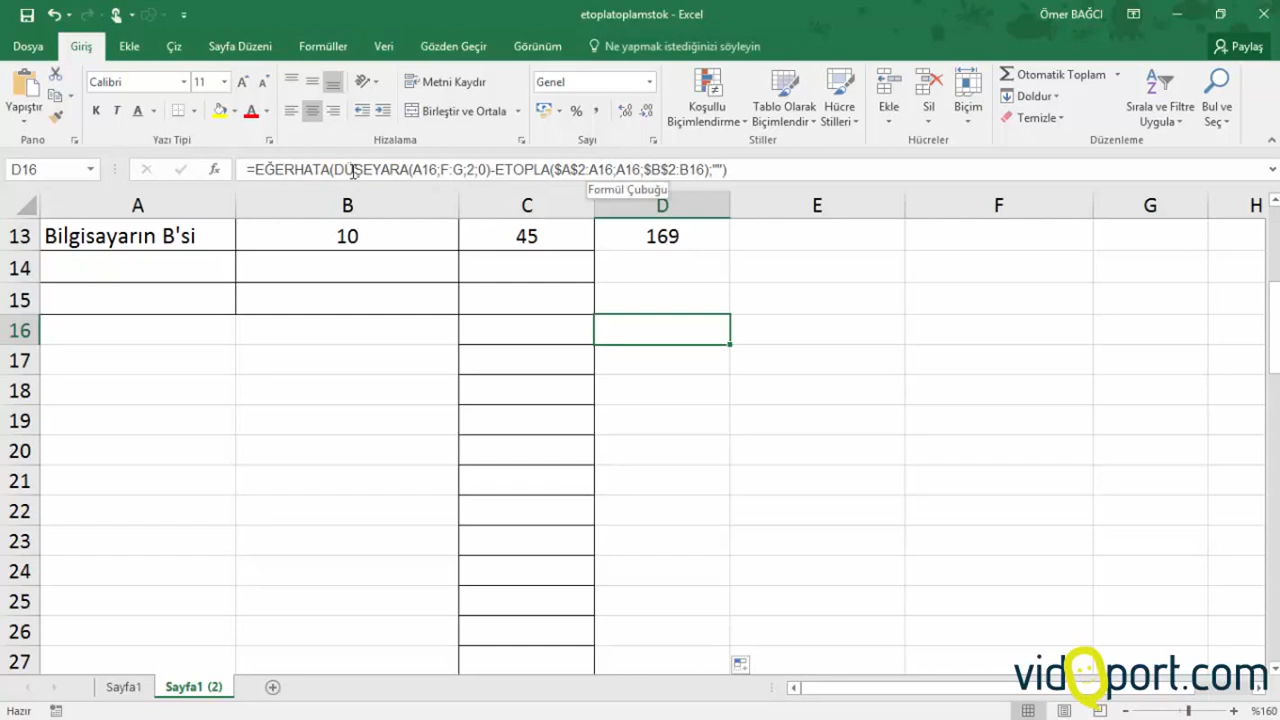 etoplatoplamstok - Excel
Ömer BAĞCI
Dosya Giriş Ekle Çiz Sayfa Düzeni Formüller Veri Gözden Geçir Görünüm Ne yapmak istediğinizi söyleyin Paylaş
Yapıştır
Calibri 11
K T A
Metni Kaydır
Birleştir ve Ortala
Genel
Koşullu Biçimlendirme
Tablo Olarak Biçimlendir
Hücre Stilleri
Ekle
Sil
Biçim
Otomatik Toplam
Doldur
Temizle
Sırala ve Filtre Uygula
Bul ve Seç
Pano Yazı Tipi Hizalama Sayı Stiller Hücreler Düzenleme
D16 fx =EĞERHATA(DÜŞEYARA(A16;F:G;2;0)-ETOPLA($A$2:A16;A16;$B$2:B16);"")
Formül Çubuğu
A B C D E F G H
13 Bilgisayarın B'si 10 45 169
14
15
16
17
18
19
20
21
22
23
24
25
26
27
vidoport.com
Sayfa1 Sayfa1 (2)
Hazır %160